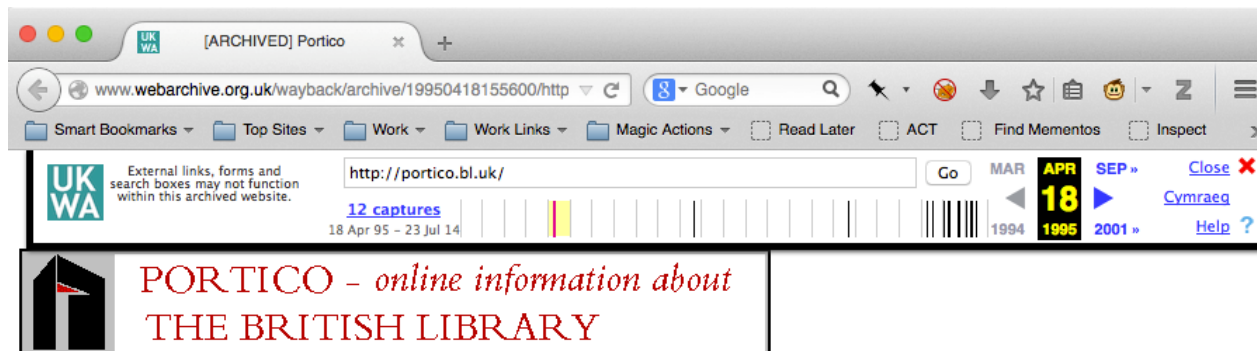 UK
WA
[ARCHIVED] Portico
www.webarchive.org.uk/wayback/archive/19950418155600/http
8 Google
Z
Smart Bookmarks Top Sites Work Work Links Magic Actions Read Later ACT Find Mementos Inspect
UK
WA
External links, forms and
search boxes may not function
within this archived website.
http://portico.bl.uk/
Go
12 captures
18 Apr 95 – 23 Jul 14
MAR APR SEP »
18
1994 1995 2001 »
Close
Cymraeg
Help ?
PORTICO – online information about
THE BRITISH LIBRARY